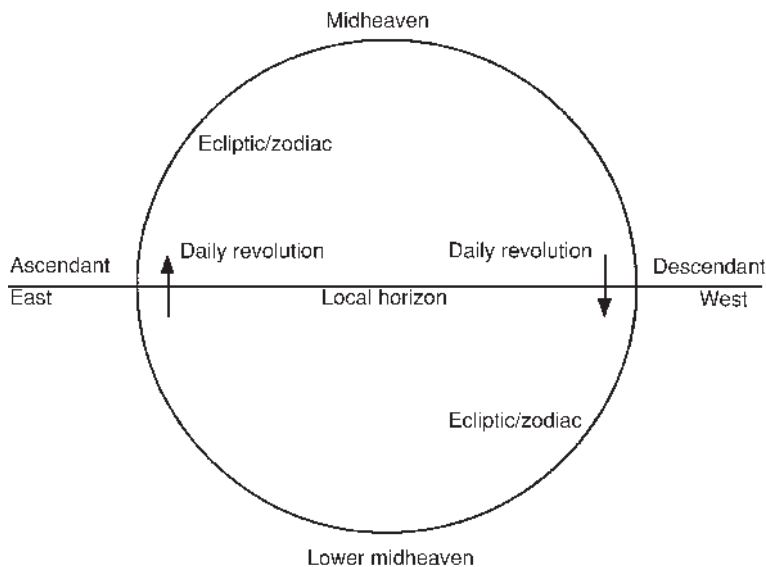 Midheaven
Ecliptic/zodiac
Daily revolution
Daily revolution
Ascendant
Descendant
East
Local horizon
West
Ecliptic/zodiac
Lower midheaven